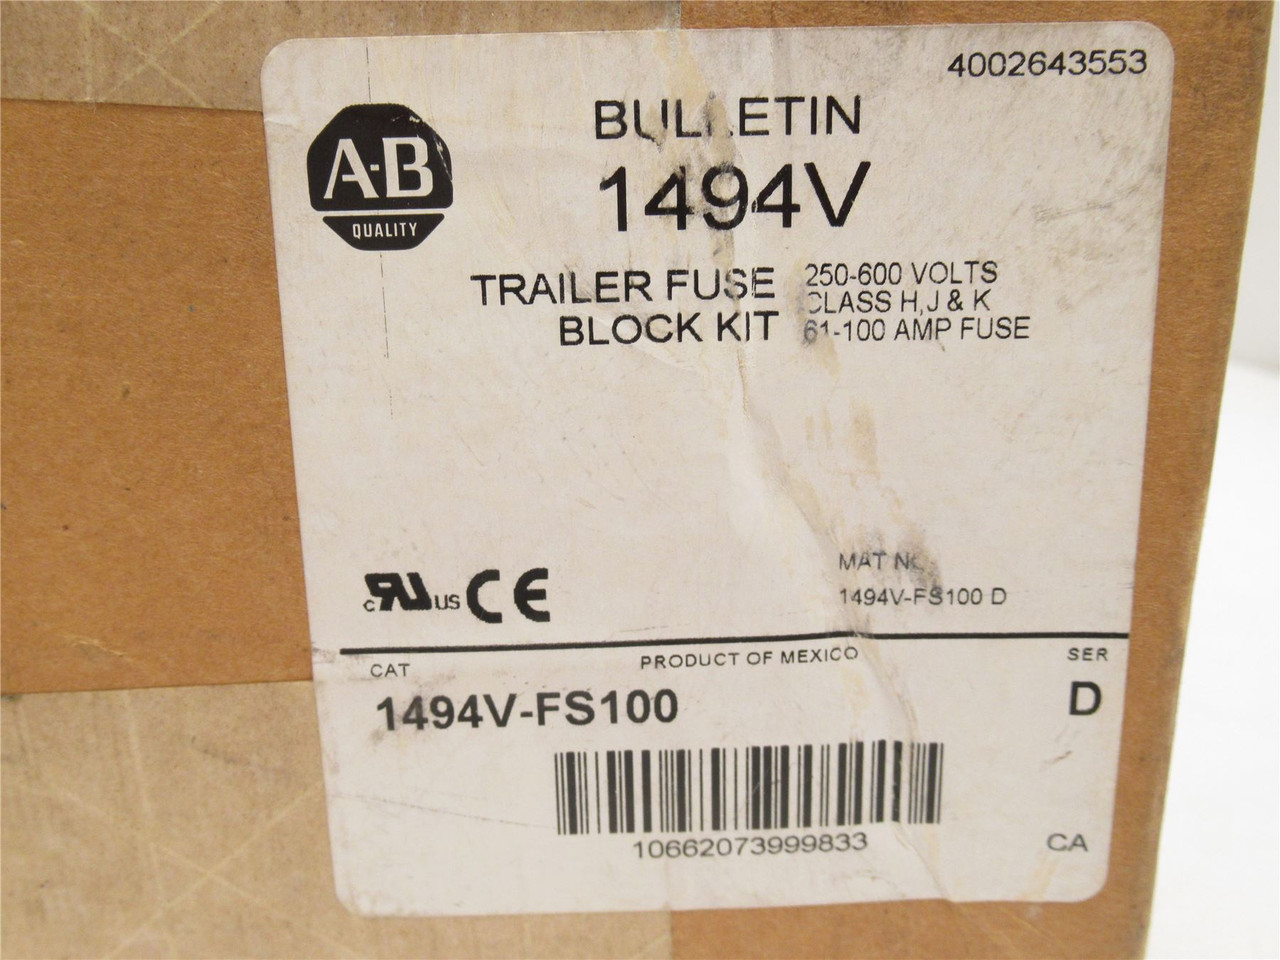 4002643553
A-B
QUALITY
BULLETIN
1494V
TRAILER FUSE
BLOCK KIT
250-600 VOLTS
CLASS H,J & K
61-100 AMP FUSE
cRUus CE
MAT NO
1494V-FS100 D
CAT
PRODUCT OF MEXICO
SER
1494V-FS100
D
10662073999833
CA